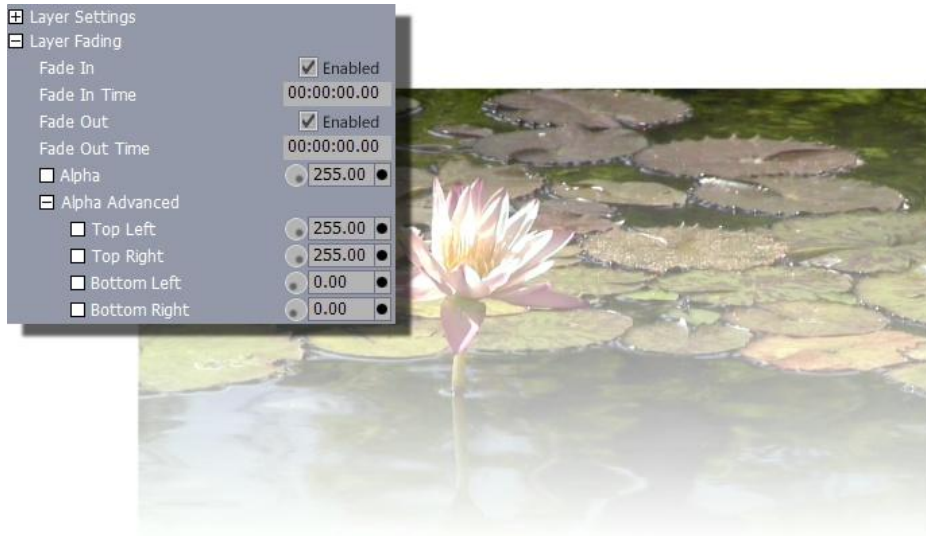 Layer Settings
Layer Fading
Fade In Enabled
Fade In Time 00:00:00.00
Fade Out Enabled
Fade Out Time 00:00:00.00
Alpha 255.00
Alpha Advanced
Top Left 255.00
Top Right 255.00
Bottom Left 0.00
Bottom Right 0.00